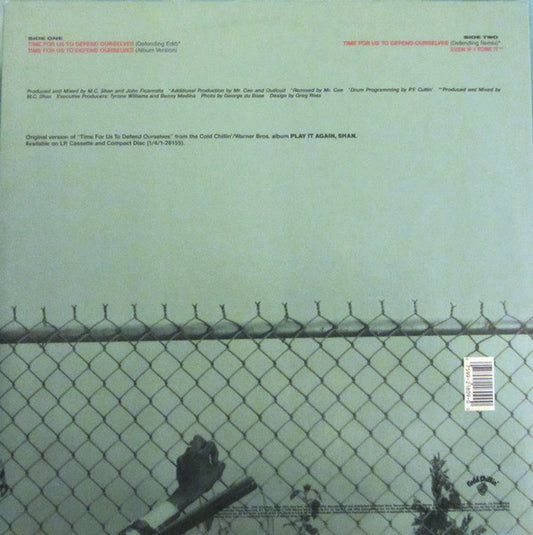 SIDE ONE
TIME FOR US TO DEFEND OURSELVES (Defending Edit)*
TIME FOR US TO DEFEND OURSELVES (Album Version)
SIDE TWO
TIME FOR US TO DEFEND OURSELVES (Defending Remix)*
EVEN IF I TORE IT**
Produced and Mixed by M.C. Shan and John Ficarrotta *Additional Production by Mr. Cee and Outloud *Remixed by Mr. Cee *Drum Programming by P.F. Cuttin' **Produced and Mixed by
M.C. Shan Executive Producers: Tyrone Williams and Benny Medina Photo by George du Bose Design by Greg Ross
Original version of "Time For Us To Defend Ourselves" from the Cold Chillin'/Warner Bros. album PLAY IT AGAIN, SHAN.
Available on LP, Cassette and Compact Disc (1/4/1-26155).
Cold Chillin'